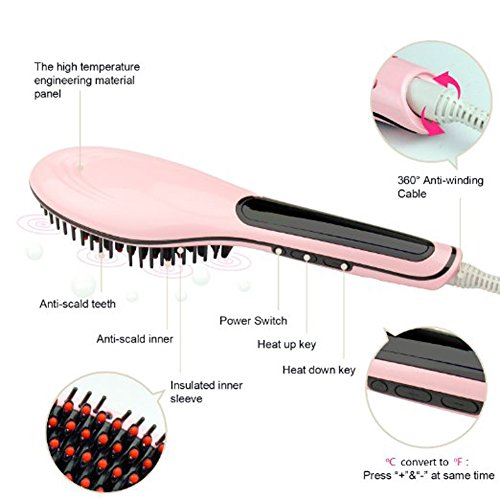 The high temperature
engineering material
panel
360° Anti-winding
Cable
Anti-scald teeth
Anti-scald inner
Insulated inner
sleeve
Power Switch
Heat up key
Heat down key
℃ convert to ℉ :
Press "+"&"-" at same time